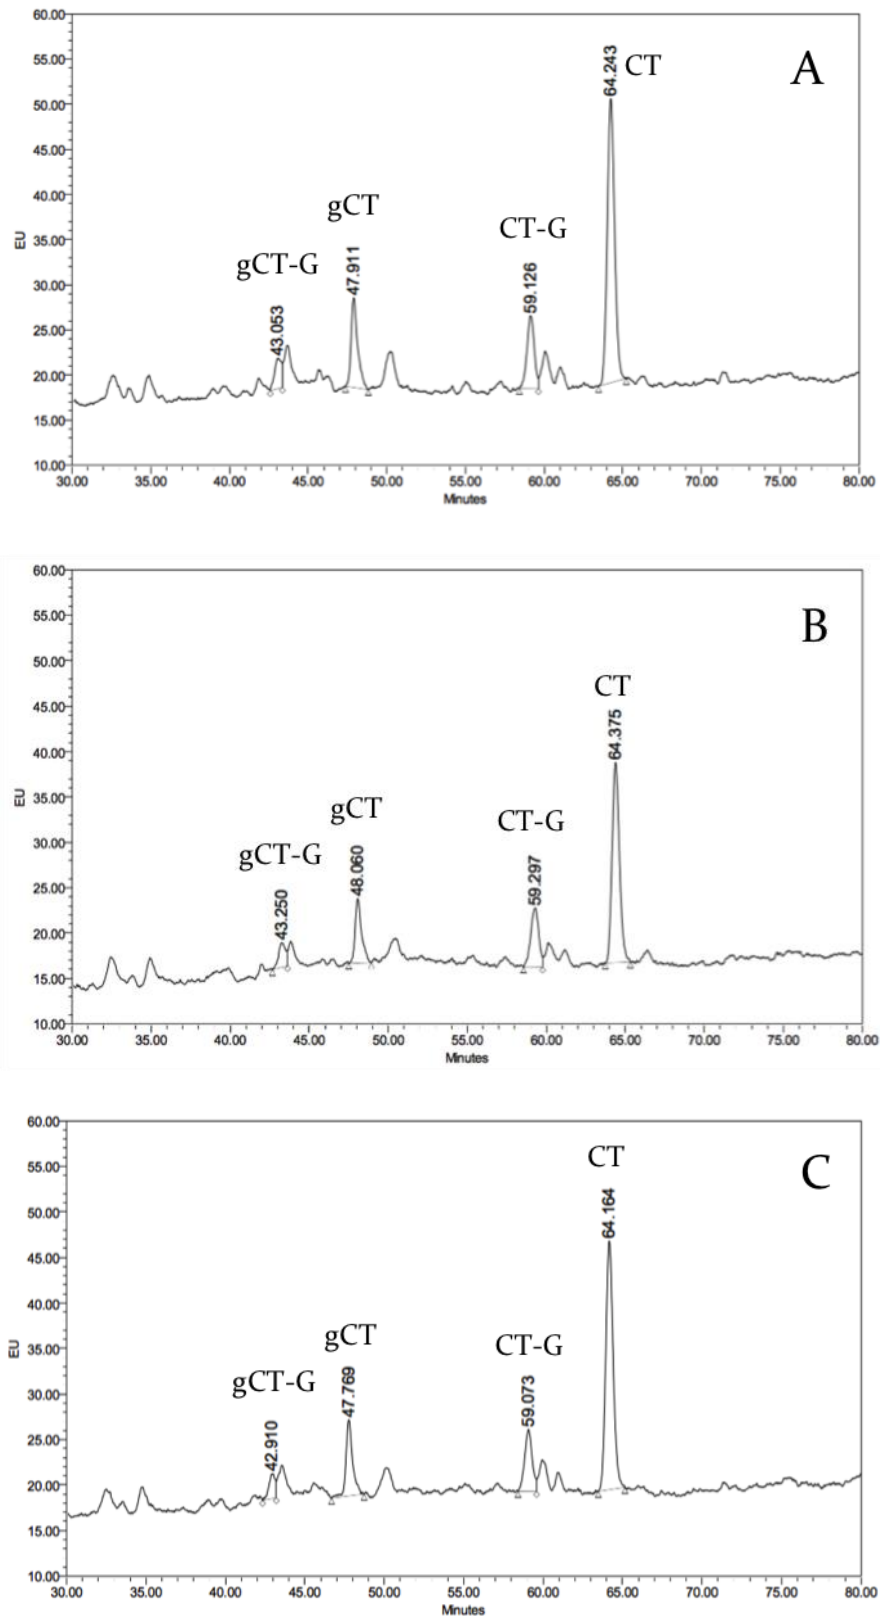 60.00
55.00
50.00
45.00
40.00
35.00
30.00
25.00
20.00
15.00
10.00
EU
A
64.243
CT
gCT
47.911
CT-G
59.126
gCT-G
43.053
30.00 35.00 40.00 45.00 50.00 55.00 60.00 65.00 70.00 75.00 80.00
Minutes
60.00
55.00
50.00
45.00
40.00
35.00
30.00
25.00
20.00
15.00
10.00
EU
B
CT
64.375
gCT
48.060
CT-G
59.297
gCT-G
43.250
30.00 35.00 40.00 45.00 50.00 55.00 60.00 65.00 70.00 75.00 80.00
Minutes
60.00
55.00
50.00
45.00
40.00
35.00
30.00
25.00
20.00
15.00
10.00
EU
C
CT
64.164
gCT
47.769
CT-G
59.073
gCT-G
42.910
30.00 35.00 40.00 45.00 50.00 55.00 60.00 65.00 70.00 75.00 80.00
Minutes